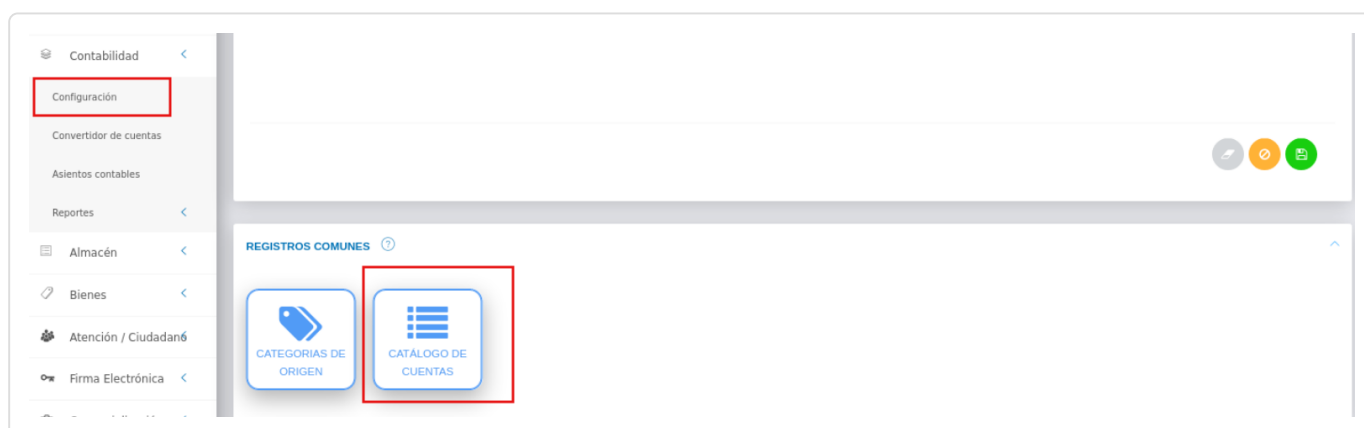 Contabilidad
Configuración
Convertidor de cuentas
Asientos contables
Reportes
Almacén
Bienes
Atención / Ciudadano
Firma Electrónica
REGISTROS COMUNES
CATEGORIAS DE
ORIGEN
CATÁLOGO DE
CUENTAS